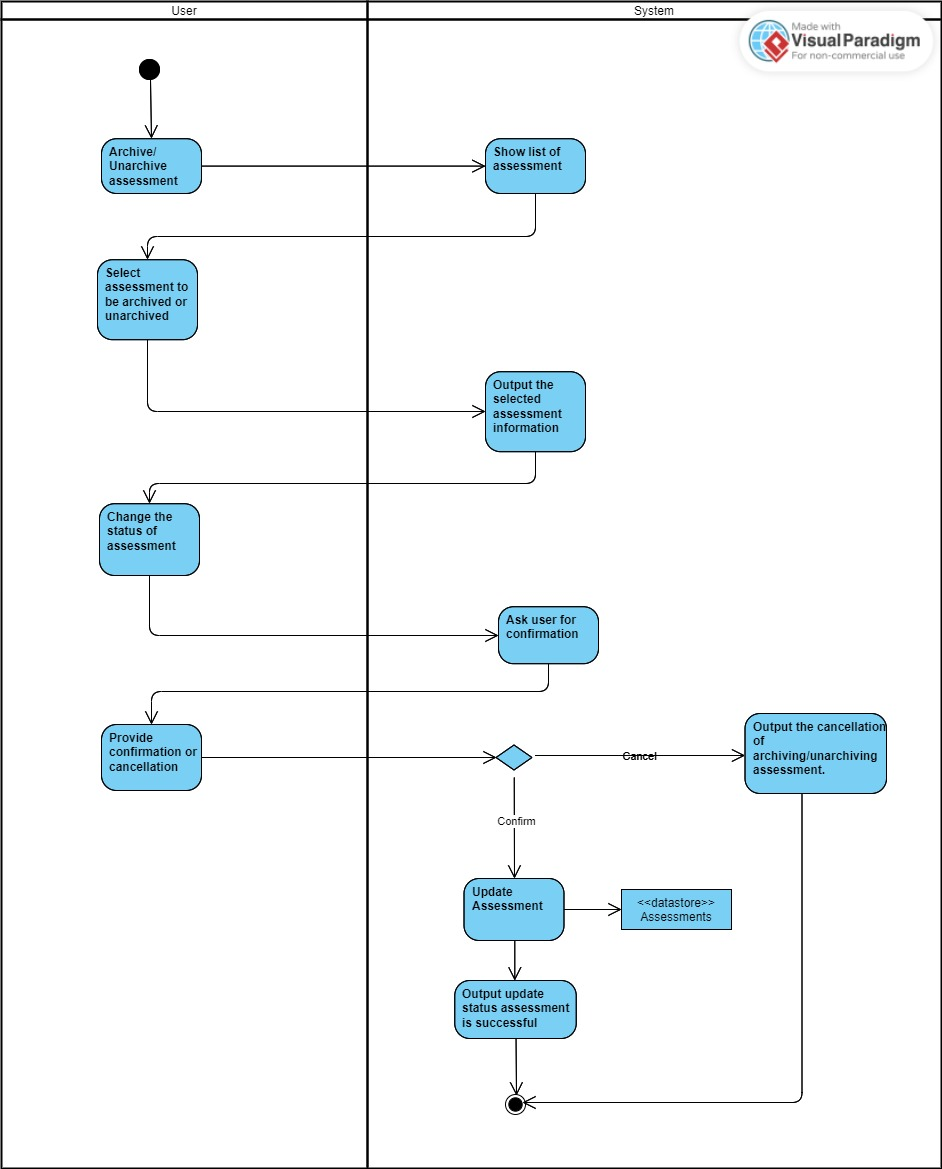 User
System
Made with
Visual Paradigm
For non-commercial use
Archive/
Unarchive
assessment
Show list of
assessment
Select
assessment to
be archived or
unarchived
Output the
selected
assessment
information
Change the
status of
assessment
Ask user for
confirmation
Provide
confirmation or
cancellation
Cancel
Output the cancellation
of
archiving/unarchiving
assessment.
Confirm
Update
Assessment
<<datastore>>
Assessments
Output update
status assessment
is successful